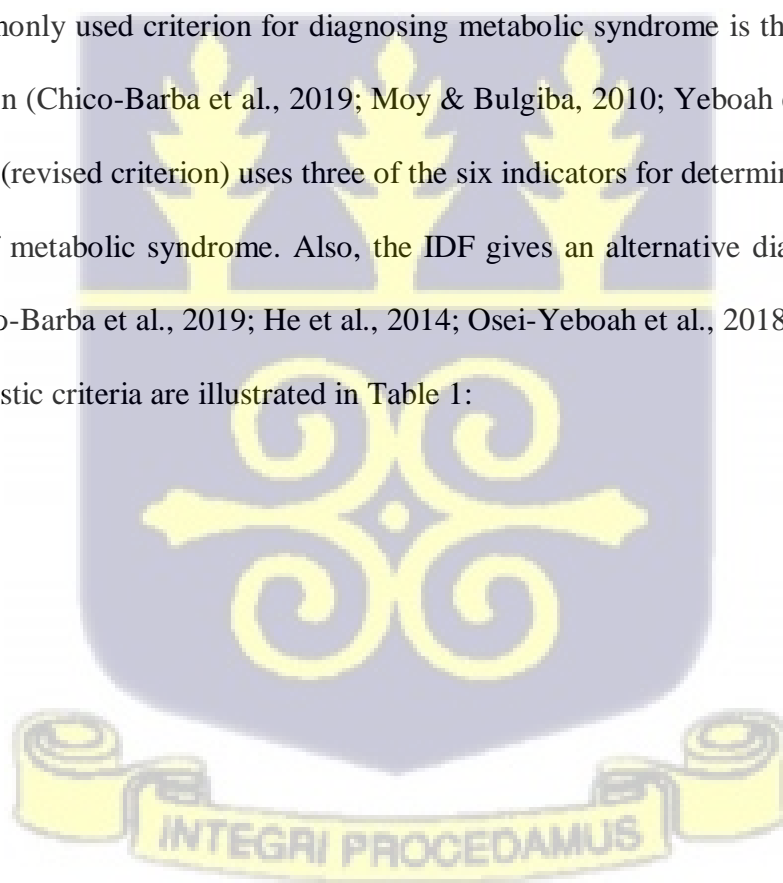 only used criterion for diagnosing metabolic syndrome is th
n (Chico-Barba et al., 2019; Moy & Bulgiba, 2010; Yeboah
(revised criterion) uses three of the six indicators for determin
metabolic syndrome. Also, the IDF gives an alternative dia
o-Barba et al., 2019; He et al., 2014; Osei-Yeboah et al., 2018
stic criteria are illustrated in Table 1:
INTEGRI PROCEDAMUS